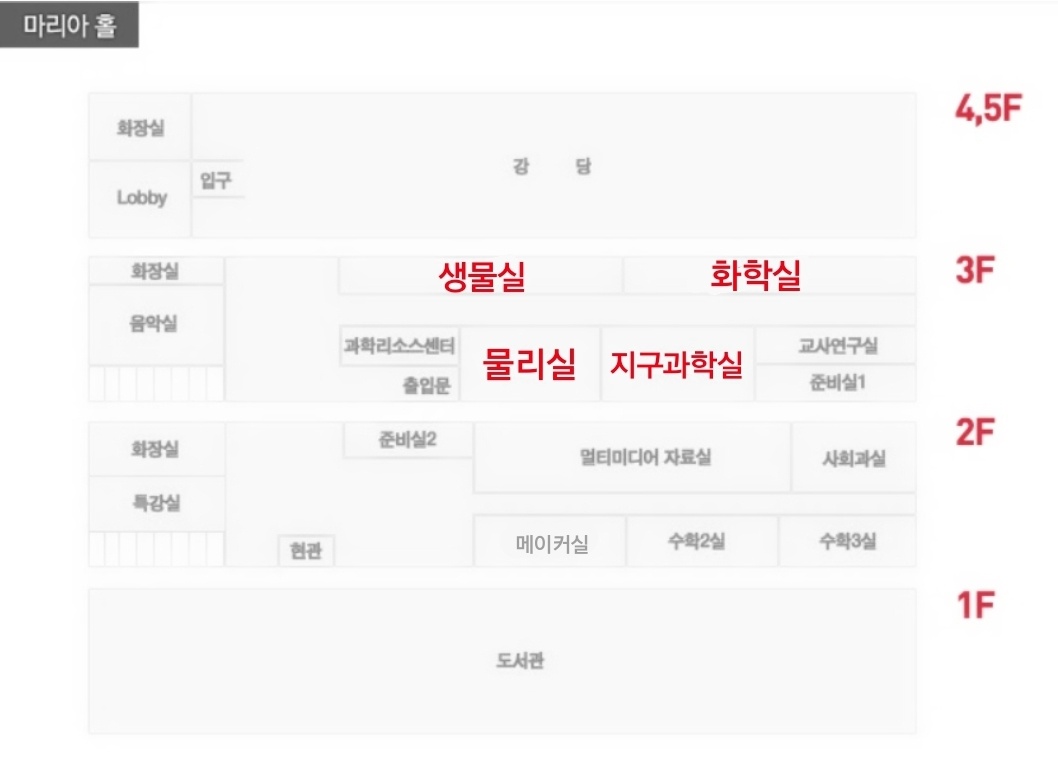 마리아 홀
4,5F
화장실
입구
Lobby
강 당
3F
화장실
생물실
화학실
음악실
과학리소스센터
물리실
지구과학실
교사연구실
출입문
준비실1
2F
화장실
준비실2
멀티미디어 자료실
사회과실
특강실
현관
메이커실
수학2실
수학3실
1F
도서관